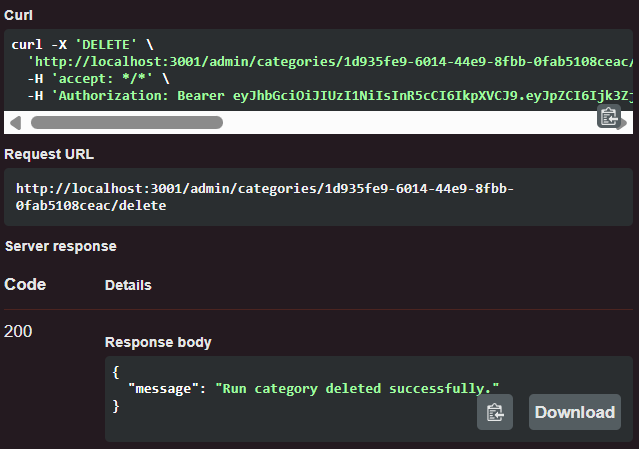 Curl
curl -X 'DELETE' \
'http://localhost:3001/admin/categories/1d935fe9-6014-44e9-8fbb-0fab5108ceac/
-H 'accept: */*' \
-H 'Authorization: Bearer eyJhbGciOiJIUzI1NiIsInR5cCI6IkpXVCJ9.eyJpZCI6Ijk3Zj
Request URL
http://localhost:3001/admin/categories/1d935fe9-6014-44e9-8fbb-
0fab5108ceac/delete
Server response
Code Details
200
Response body
{
"message": "Run category deleted successfully."
}
Download